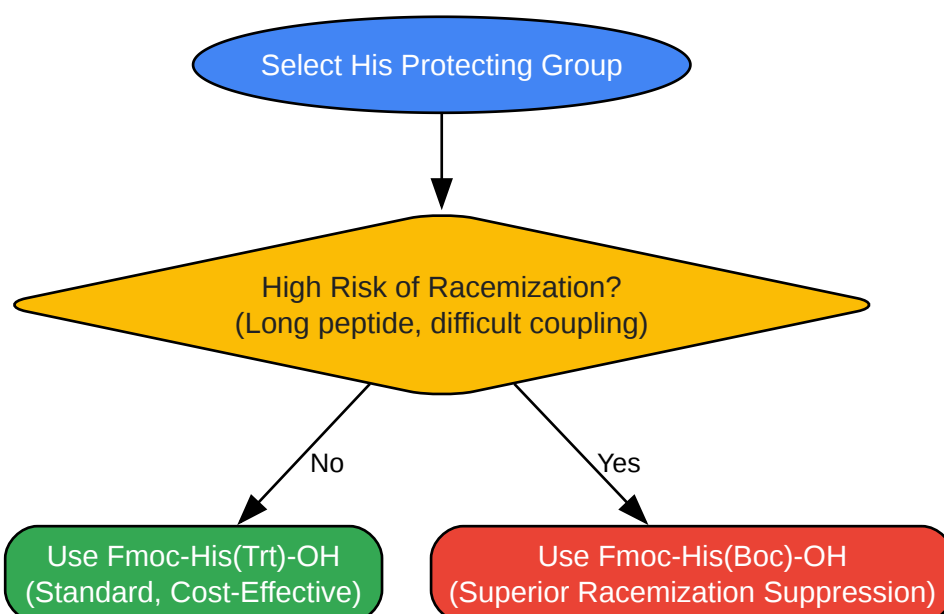 Select His Protecting Group
High Risk of Racemization?
(Long peptide, difficult coupling)
No
Yes
Use Fmoc-His(Trt)-OH
(Standard, Cost-Effective)
Use Fmoc-His(Boc)-OH
(Superior Racemization Suppression)